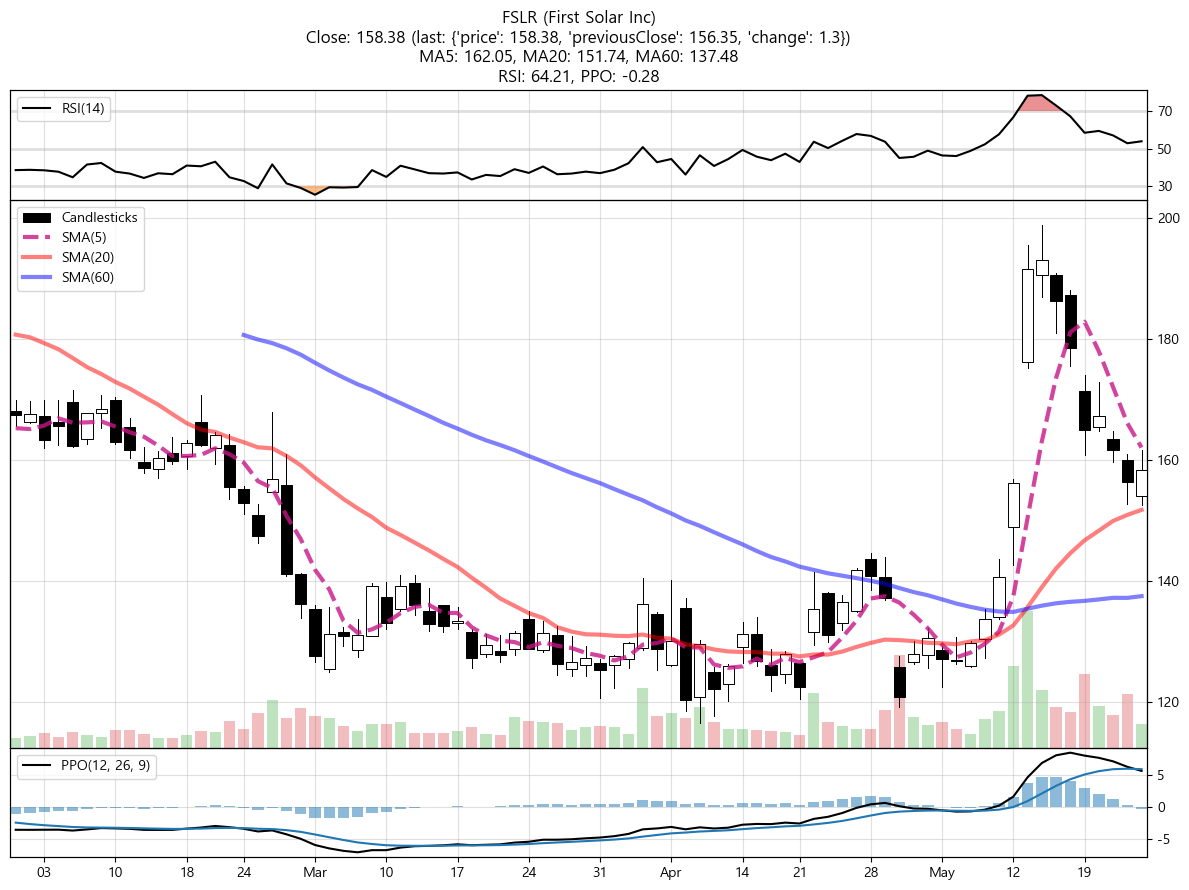 FSLR (First Solar Inc)
Close: 158.38 (last: {'price': 158.38, 'previousClose': 156.35, 'change': 1.3})
MA5: 162.05, MA20: 151.74, MA60: 137.48
RSI: 64.21, PPO: -0.28
RSI(14)
70
50
30
Candlesticks
SMA(5)
SMA(20)
SMA(60)
200
180
160
140
120
PPO(12, 26, 9)
5
0
-5
03 10 18 24 Mar 10 17 24 31 Apr 14 21 28 May 12 19